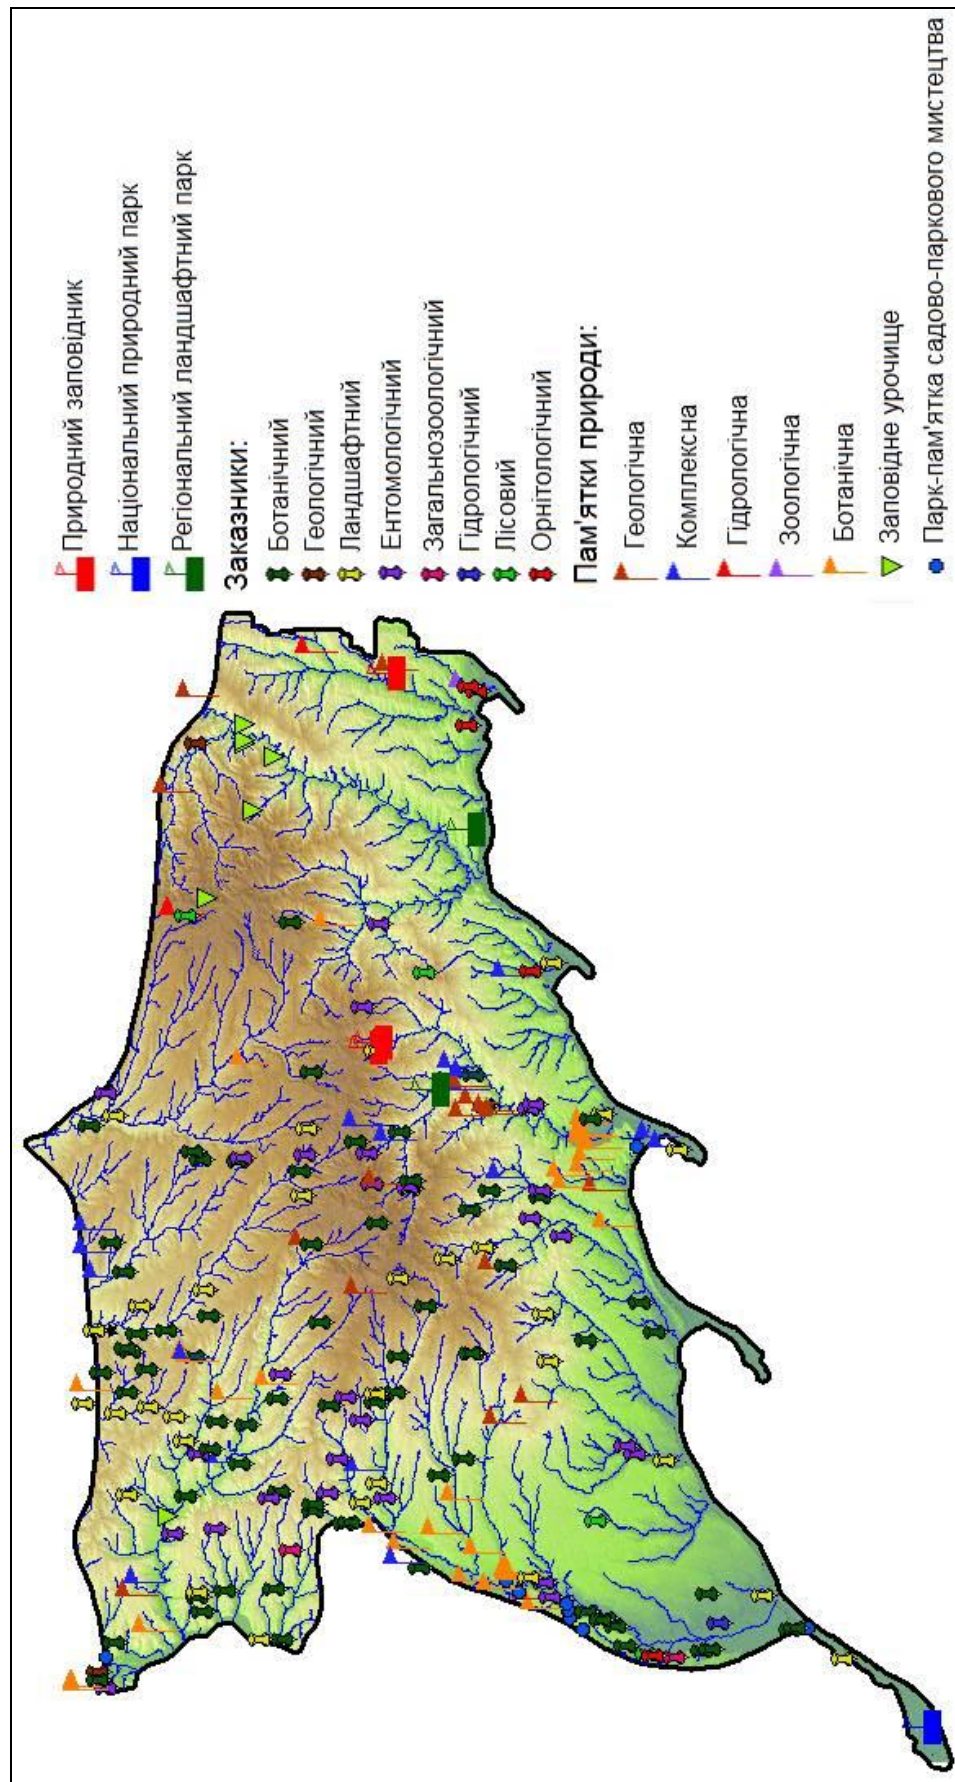 Природний заповідник
Національний природний парк
Регіональний ландшафтний парк
Заказники:
Ботанічний
Геологічний
Ландшафтний
Ентомологічний
Загальнозоологічний
Гідрологічний
Лісовий
Орнітологічний
Пам'ятки природи:
Геологічна
Комплексна
Гідрологічна
Зоологічна
Ботанічна
Заповідне урочище
Парк-пам'ятка садово-паркового мистецтва